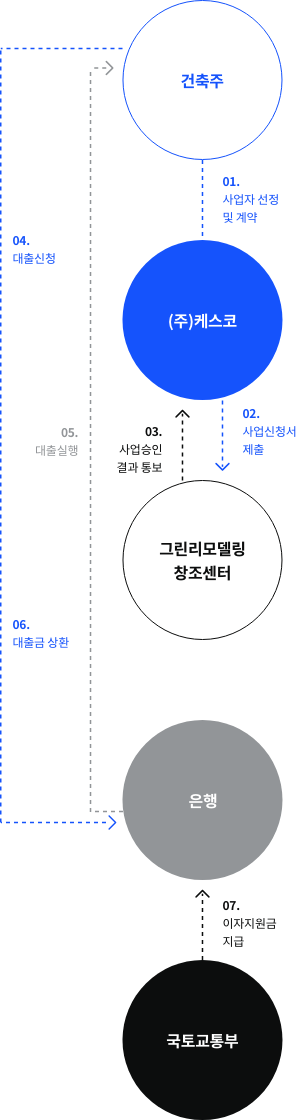 건축주
01.
사업자 선정
및 계약
04.
대출신청
(주)케스코
02.
사업신청서
제출
05.
대출실행
03.
사업승인
결과 통보
그린리모델링
창조센터
06.
대출금 상환
은행
07.
이자지원금
지급
국토교통부